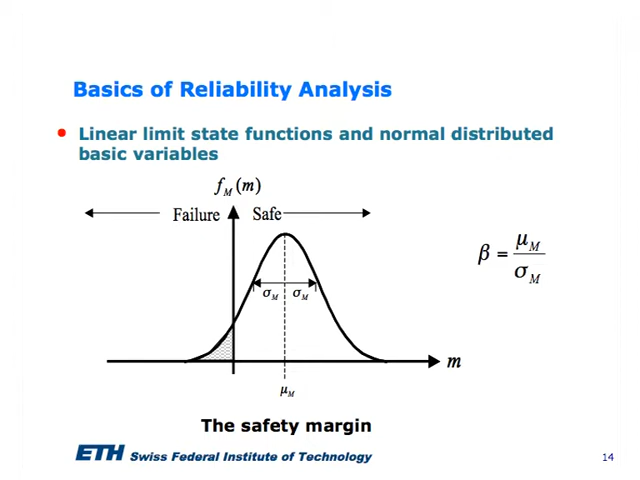 Basics of Reliability Analysis
• Linear limit state functions and normal distributed
basic variables
f_M(m)
Failure Safe
β = μ_M / σ_M
σ_M σ_M
m
μ_M
The safety margin
ETH Swiss Federal Institute of Technology
14